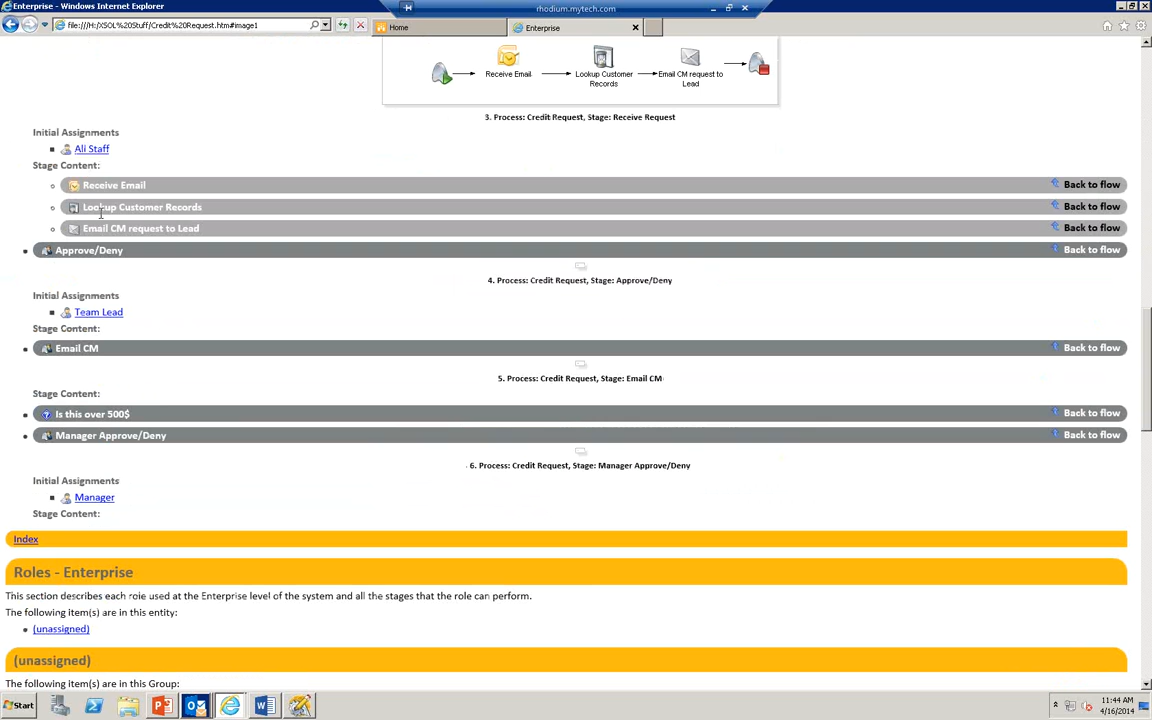 Enterprise - Windows Internet Explorer
rhodium.mytech.com
file:///H:/XSOL%20Stuff/Credit%20Request.htm#image1
Home
Enterprise
Receive Email
Lookup Customer
Records
Email CM request to
Lead
3. Process: Credit Request, Stage: Receive Request
Initial Assignments
All Staff
Stage Content:
Receive Email
Back to flow
Lookup Customer Records
Back to flow
Email CM request to Lead
Back to flow
Approve/Deny
Back to flow
4. Process: Credit Request, Stage: Approve/Deny
Initial Assignments
Team Lead
Stage Content:
Email CM
Back to flow
5. Process: Credit Request, Stage: Email CM
Stage Content:
Is this over 500$
Back to flow
Manager Approve/Deny
Back to flow
6. Process: Credit Request, Stage: Manager Approve/Deny
Initial Assignments
Manager
Stage Content:
Index
Roles - Enterprise
This section describes each role used at the Enterprise level of the system and all the stages that the role can perform.
The following item(s) are in this entity:
(unassigned)
(unassigned)
The following item(s) are in this Group:
Start
11:44 AM
4/16/2014